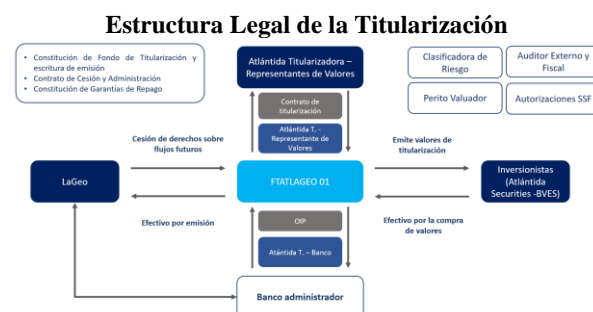 Estructura Legal de la Titularización
• Constitución de Fondo de Titularización y
escritura de emisión
• Contrato de Cesión y Administración
• Constitución de Garantías de Repago
Atlántida Titularizadora –
Representantes de Valores
Clasificadora de
Riesgo
Auditor Externo y
Fiscal
Perito Valuador
Autorizaciones SSF
Contrato de
titularización
Atlántida T. -
Representante de
Valores
Cesión de derechos sobre
flujos futuros
Emite valores de
titularización
LaGeo
FTATLAGEO 01
Inversionistas
(Atlántida
Securities -BVES)
Efectivo por emisión
OIP
Efectivo por la compra
de valores
Atlántida T. – Banco
Banco administrador